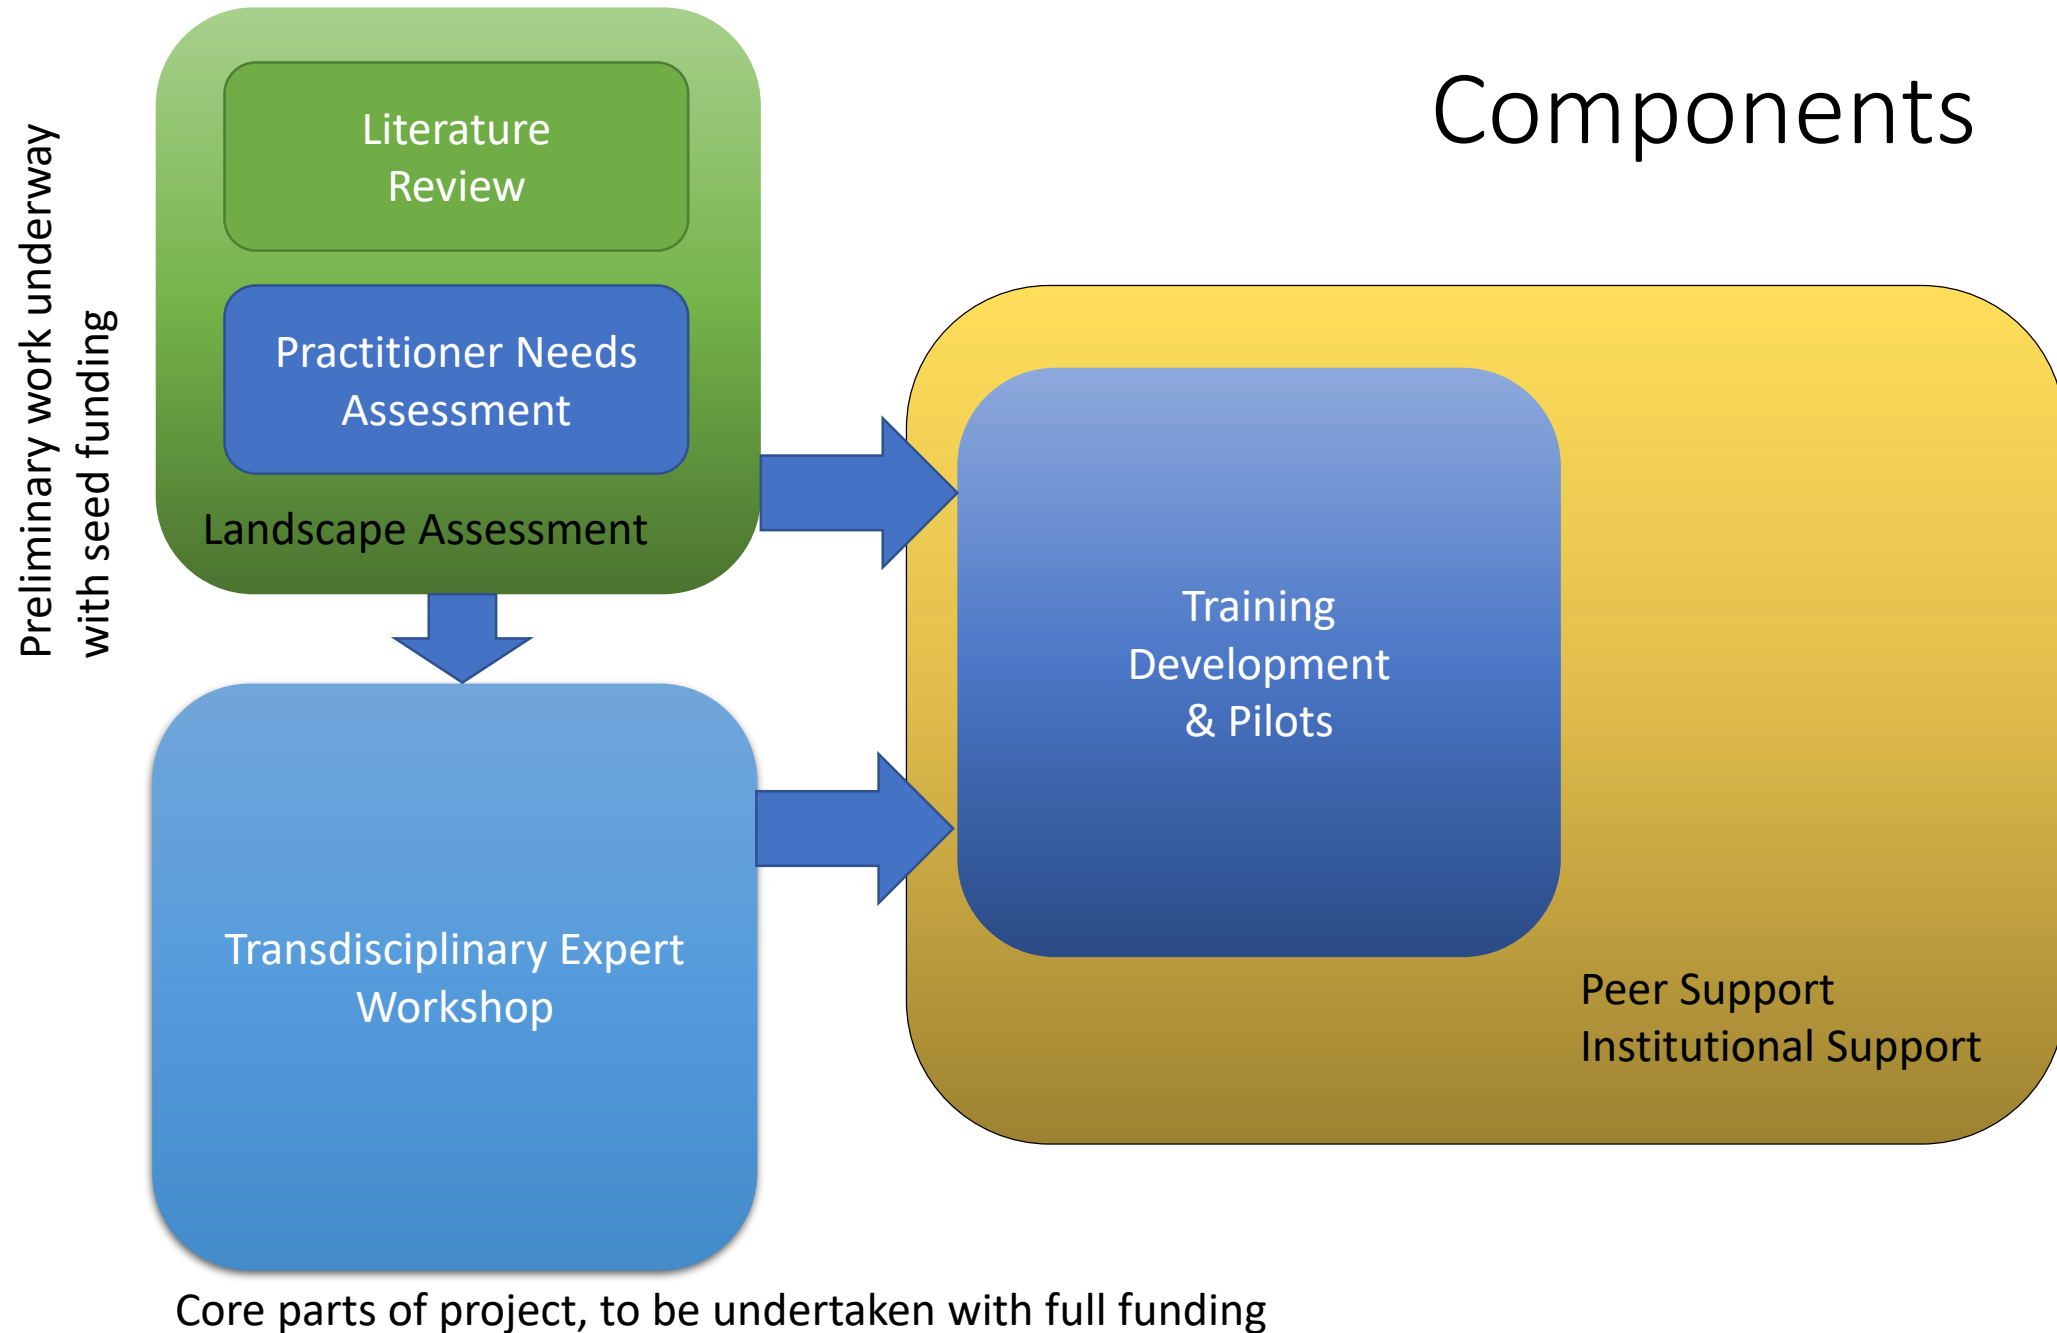 Components
Preliminary work underway
with seed funding
Literature
Review
Practitioner Needs
Assessment
Landscape Assessment
Training
Development
& Pilots
Transdisciplinary Expert
Workshop
Peer Support
Institutional Support
Core parts of project, to be undertaken with full funding